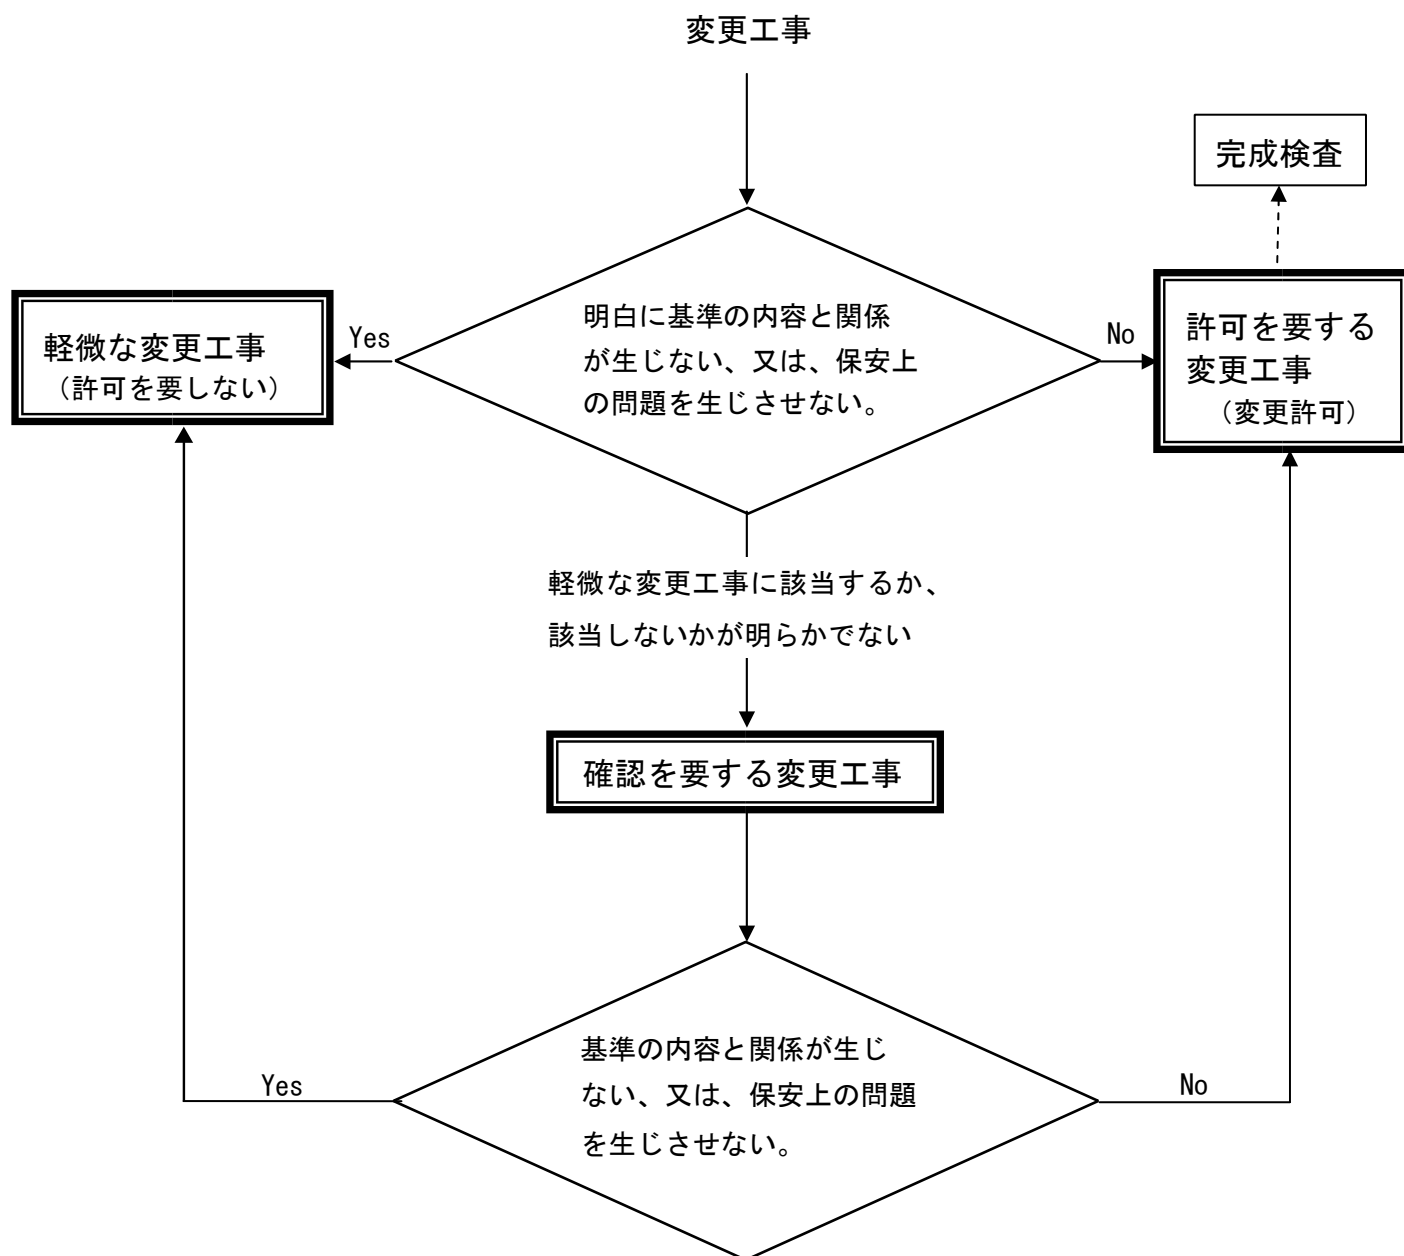 変更工事
完成検査
明白に基準の内容と関係
が生じない、又は、保安上
の問題を生じさせない。
Yes
No
軽微な変更工事
（許可を要しない）
許可を要する
変更工事
（変更許可）
軽微な変更工事に該当するか、
該当しないかが明らかでない
確認を要する変更工事
基準の内容と関係が生じ
ない、又は、保安上の問題
を生じさせない。
Yes
No